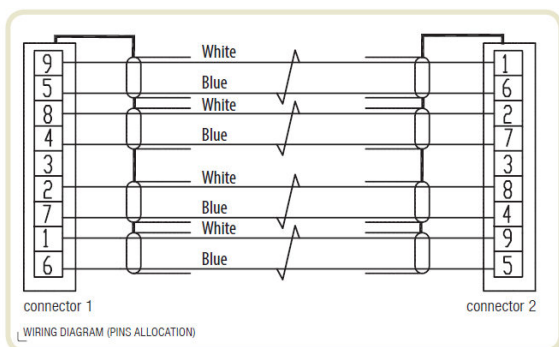 White
9 1
Blue
5 6
White
8 2
Blue
4 7
3 3
White
2 8
Blue
7 4
White
1 9
Blue
6 5
connector 1 connector 2
WIRING DIAGRAM (PINS ALLOCATION)